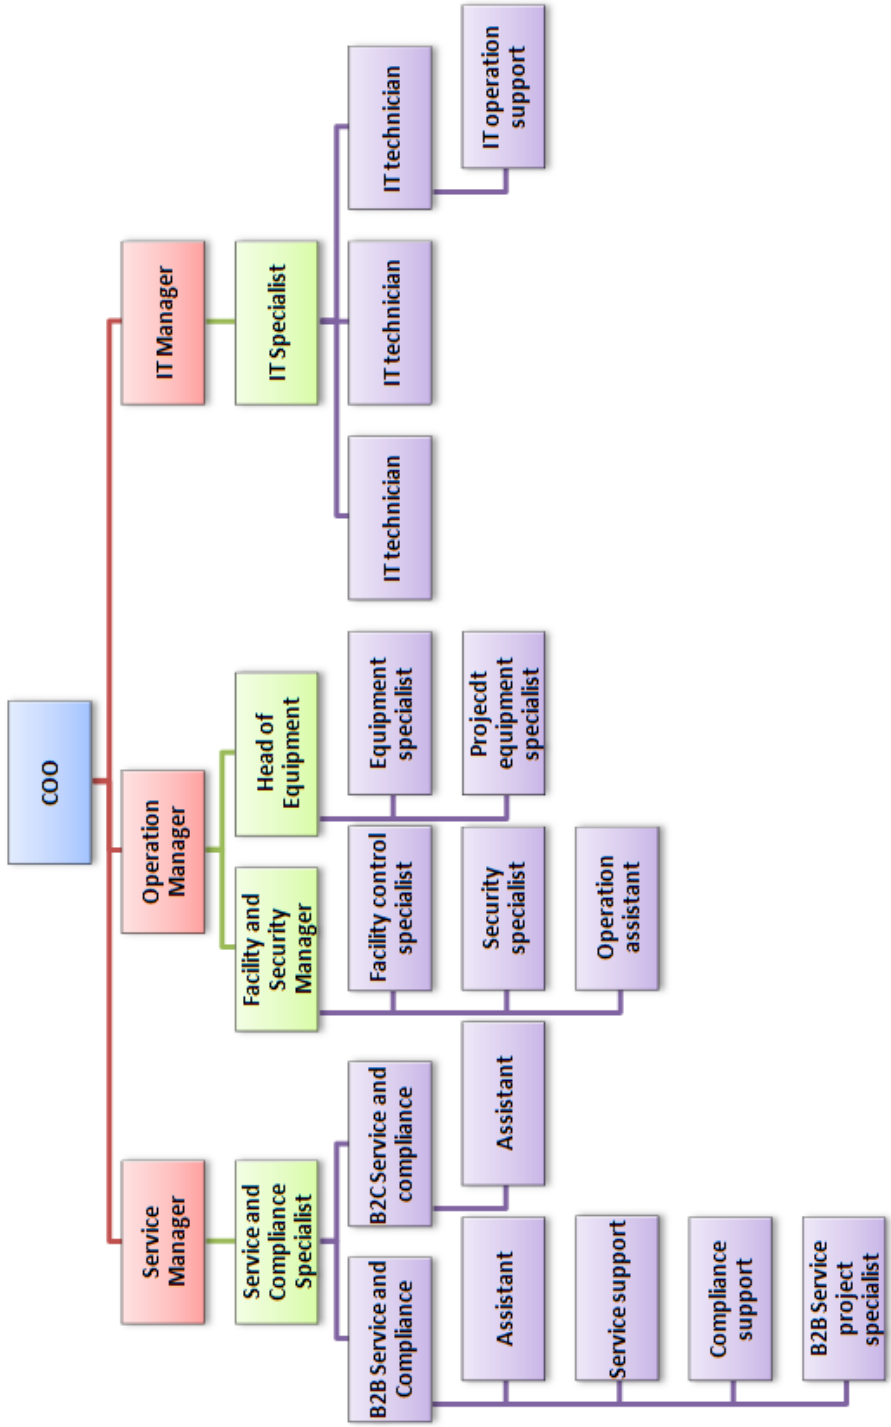 COO
Service
Manager
Operation
Manager
IT Manager
Service and
Compliance
Specialist
Facility and
Security
Manager
Head of
Equipment
IT Specialist
B2B Service and
Compliance
B2C Service and
compliance
Facility control
specialist
Equipment
specialist
IT technician
IT technician
IT technician
Assistant
Assistant
Security
specialist
Projecdt
equipment
specialist
IT operation
support
Service support
Operation
assistant
Compliance
support
B2B Service
project
specialist